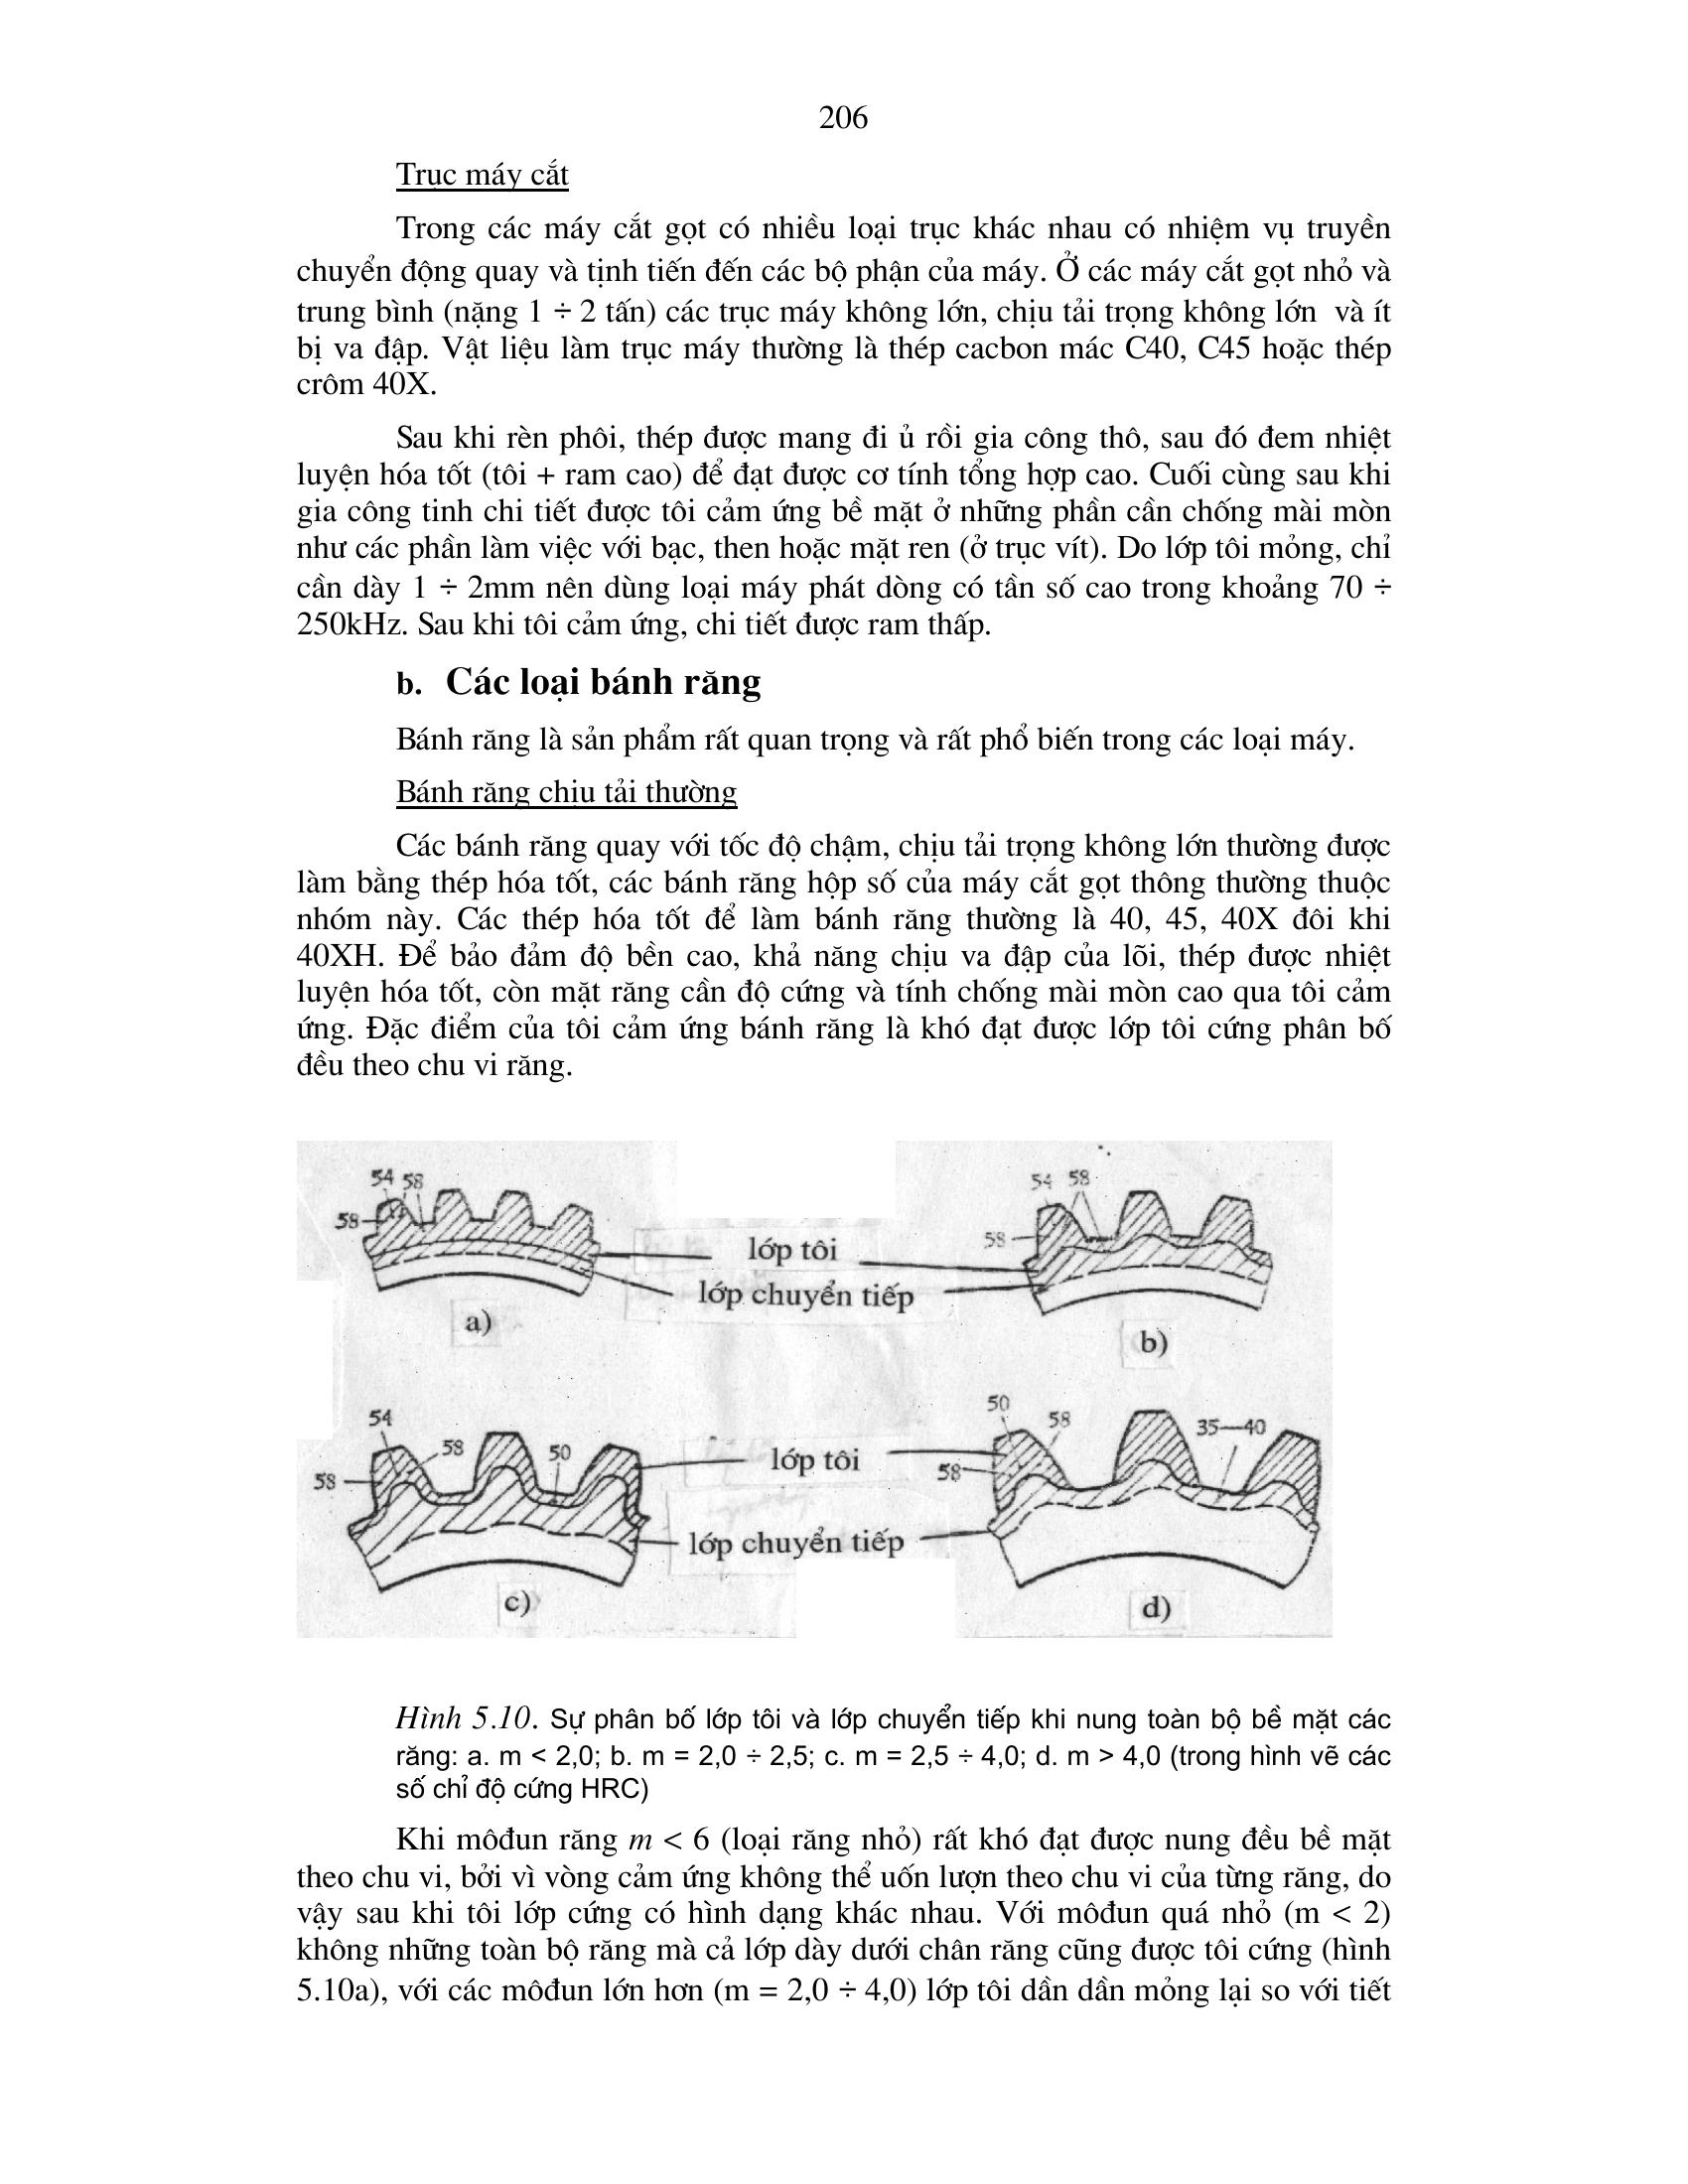 206
Trục máy cắt
Trong các máy cắt gọt có nhiều loại trục khác nhau có nhiệm vụ truyền
chuyển động quay và tịnh tiến đến các bộ phận của máy. Ở các máy cắt gọt nhỏ và
trung bình (nặng 1 ÷ 2 tấn) các trục máy không lớn, chịu tải trọng không lớn và ít
bị va đập. Vật liệu làm trục máy thường là thép cacbon mác C40, C45 hoặc thép
crôm 40X.
Sau khi rèn phôi, thép được mang đi ủ rồi gia công thô, sau đó đem nhiệt
luyện hóa tốt (tôi + ram cao) để đạt được cơ tính tổng hợp cao. Cuối cùng sau khi
gia công tinh chi tiết được tôi cảm ứng bề mặt ở những phần cần chống mài mòn
như các phần làm việc với bạc, then hoặc mặt ren (ở trục vít). Do lớp tôi mỏng, chỉ
cần dày 1 ÷ 2mm nên dùng loại máy phát dòng có tần số cao trong khoảng 70 ÷
250kHz. Sau khi tôi cảm ứng, chi tiết được ram thấp.
b. Các loại bánh răng
Bánh răng là sản phẩm rất quan trọng và rất phổ biến trong các loại máy.
Bánh răng chịu tải thường
Các bánh răng quay với tốc độ chậm, chịu tải trọng không lớn thường được
làm bằng thép hóa tốt, các bánh răng hộp số của máy cắt gọt thông thường thuộc
nhóm này. Các thép hóa tốt để làm bánh răng thường là 40, 45, 40X đôi khi
40XH. Để bảo đảm độ bền cao, khả năng chịu va đập của lõi, thép được nhiệt
luyện hóa tốt, còn mặt răng cần độ cứng và tính chống mài mòn cao qua tôi cảm
ứng. Đặc điểm của tôi cảm ứng bánh răng là khó đạt được lớp tôi cứng phân bố
đều theo chu vi răng.
54 58
58
54 58
58
lớp tôi
lớp chuyển tiếp
a)
b)
54
58
50
58
50
58
35—40
58
lớp tôi
lớp chuyển tiếp
c)
d)
Hình 5.10. Sự phân bố lớp tôi và lớp chuyển tiếp khi nung toàn bộ bề mặt các
răng: a. m < 2,0; b. m = 2,0 ÷ 2,5; c. m = 2,5 ÷ 4,0; d. m > 4,0 (trong hình vẽ các
số chỉ độ cứng HRC)
Khi môđun răng m < 6 (loại răng nhỏ) rất khó đạt được nung đều bề mặt
theo chu vi, bởi vì vòng cảm ứng không thể uốn lượn theo chu vi của từng răng, do
vậy sau khi tôi lớp cứng có hình dạng khác nhau. Với môđun quá nhỏ (m < 2)
không những toàn bộ răng mà cả lớp dày dưới chân răng cũng được tôi cứng (hình
5.10a), với các môđun lớn hơn (m = 2,0 ÷ 4,0) lớp tôi dần dần mỏng lại so với tiết